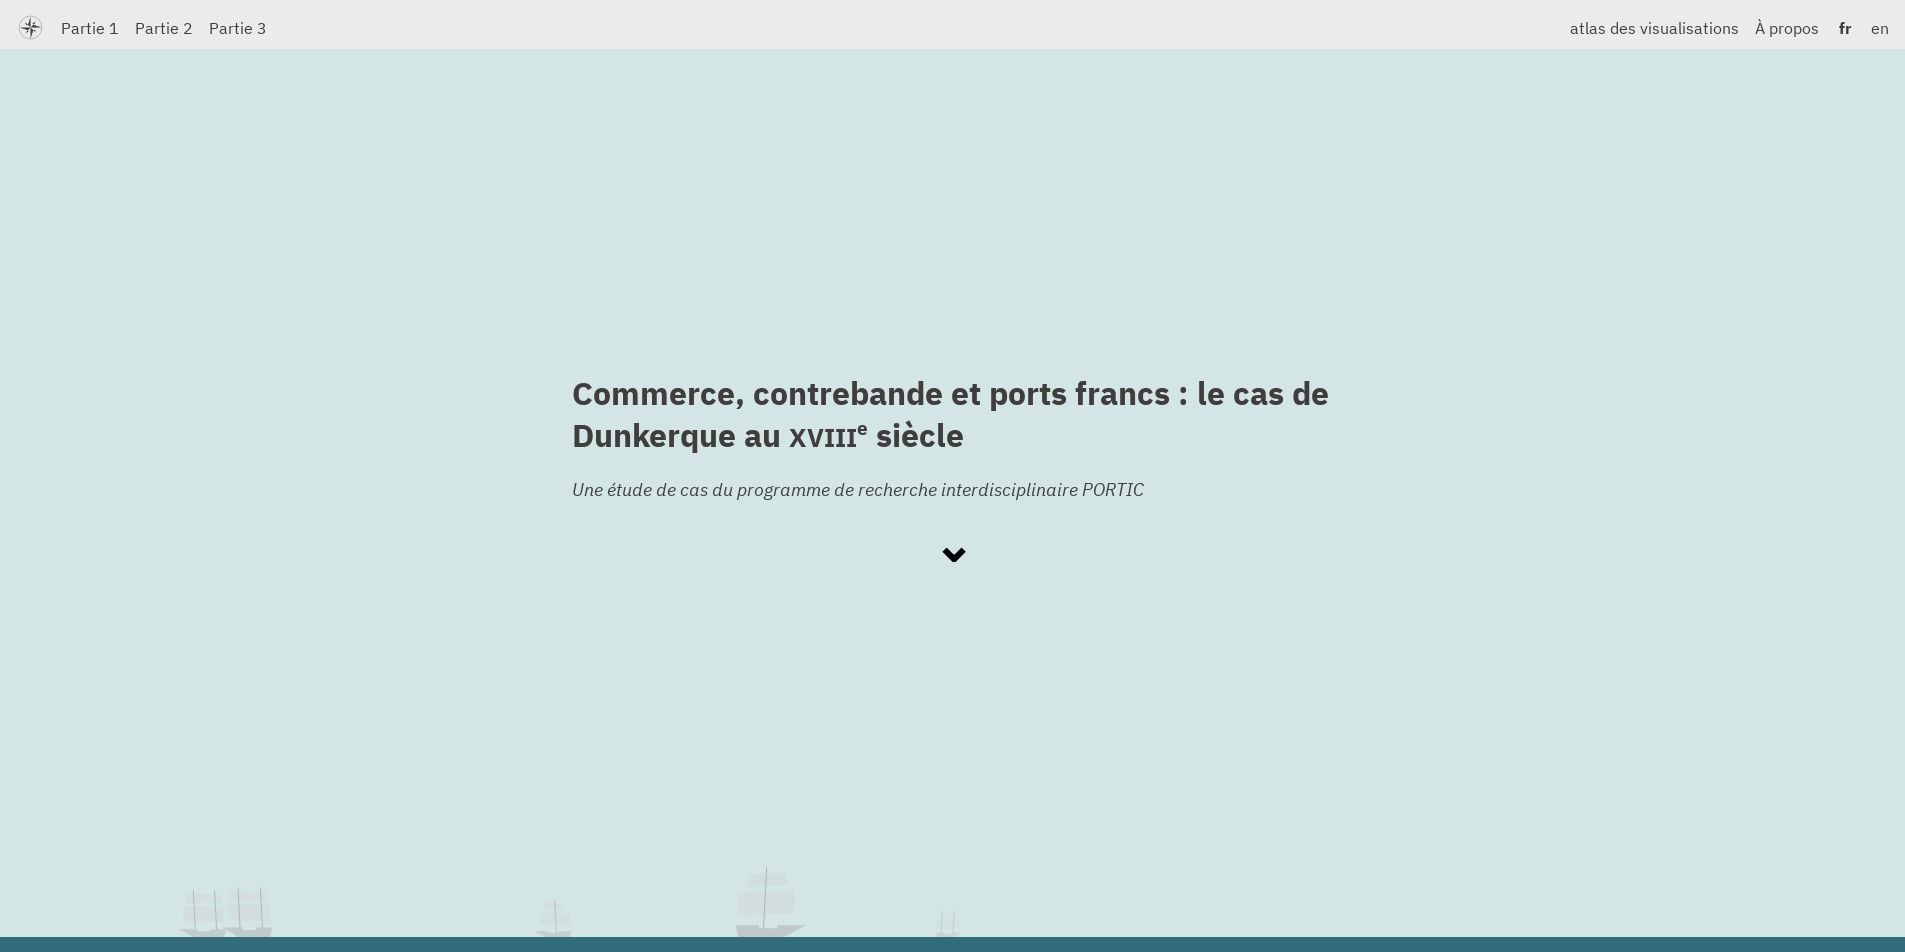 Partie 1 Partie 2 Partie 3 atlas des visualisations À propos fr en
Commerce, contrebande et ports francs : le cas de
Dunkerque au XVIIIe siècle
Une étude de cas du programme de recherche interdisciplinaire PORTIC